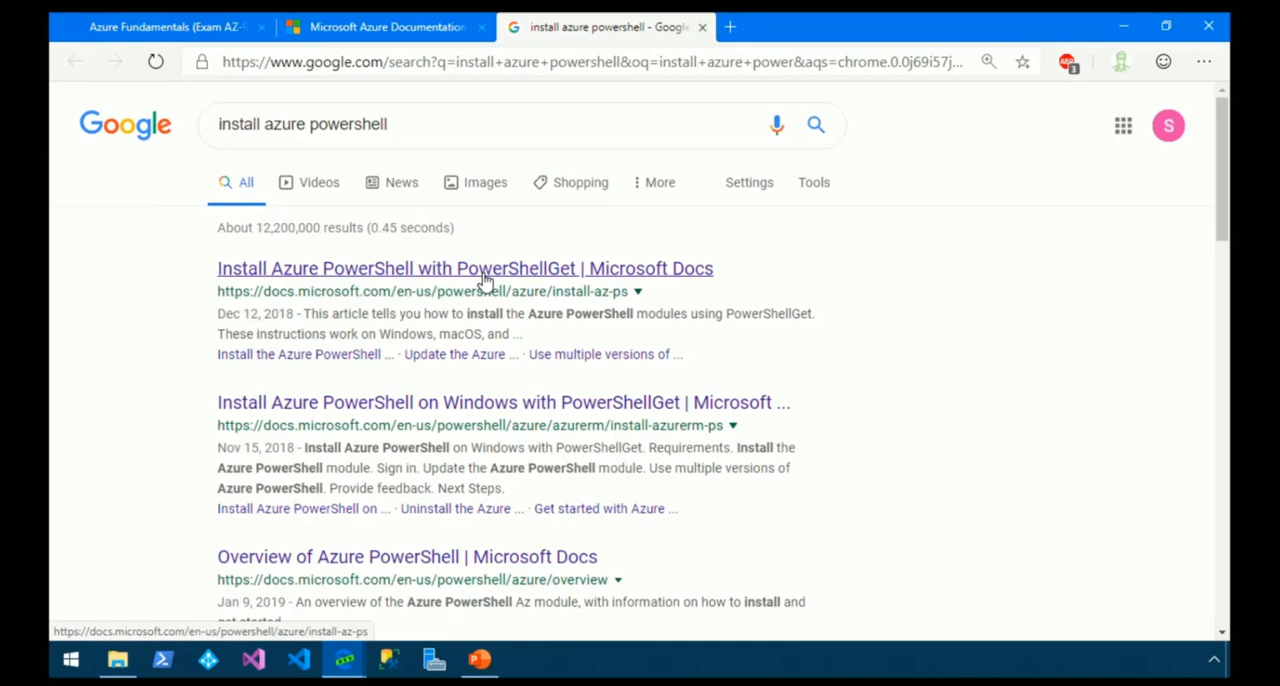 Azure Fundamentals (Exam AZ-
Microsoft Azure Documentation
install azure powershell - Google
https://www.google.com/search?q=install+azure+powershell&oq=install+azure+power&aqs=chrome.0.0j69i57j...
3
Google
install azure powershell
S
All
Videos
News
Images
Shopping
More
Settings
Tools
About 12,200,000 results (0.45 seconds)
Install Azure PowerShell with PowerShellGet | Microsoft Docs
https://docs.microsoft.com/en-us/powershell/azure/install-az-ps
Dec 12, 2018 - This article tells you how to install the Azure PowerShell modules using PowerShellGet.
These instructions work on Windows, macOS, and ...
Install the Azure PowerShell ... · Update the Azure ... · Use multiple versions of ...
Install Azure PowerShell on Windows with PowerShellGet | Microsoft ...
https://docs.microsoft.com/en-us/powershell/azure/azurerm/install-azurerm-ps
Nov 15, 2018 - Install Azure PowerShell on Windows with PowerShellGet. Requirements. Install the
Azure PowerShell module. Sign in. Update the Azure PowerShell module. Use multiple versions of
Azure PowerShell. Provide feedback. Next Steps.
Install Azure PowerShell on ... · Uninstall the Azure ... · Get started with Azure ...
Overview of Azure PowerShell | Microsoft Docs
https://docs.microsoft.com/en-us/powershell/azure/overview
Jan 9, 2019 - An overview of the Azure PowerShell Az module, with information on how to install and
get started.
https://docs.microsoft.com/en-us/powershell/azure/install-az-ps